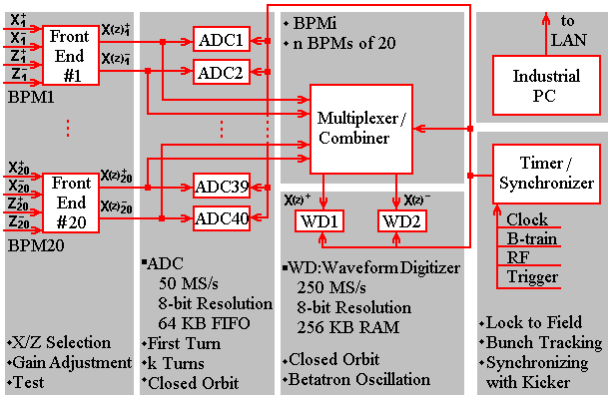 X₁⁺
X₁⁻
Z₁⁺
Z₁⁻
BPM1
Front
End
#1
X(z)₁⁺
X(z)₁⁻
ADC1
ADC2
X₂₀⁺
X₂₀⁻
Z₂₀⁺
Z₂₀⁻
BPM20
Front
End
#20
X(z)₂₀⁺
X(z)₂₀
ADC39
ADC40
X/Z Selection
Gain Adjustment
Test
ADC
50 MS/s
8-bit Resolution
64 KB FIFO
First Turn
k Turns
Closed Orbit
BPMi
n BPMs of 20
Multiplexer/
Combiner
X(z)⁺
X(z)⁻
WD1
WD2
WD:Waveform Digitizer
250 MS/s
8-bit Resolution
256 KB RAM
Closed Orbit
Betatron Oscillation
to
LAN
Industrial
PC
Timer/
Synchronizer
Clock
B-train
RF
Trigger
Lock to Field
Bunch Tracking
Synchronizing
with Kicker